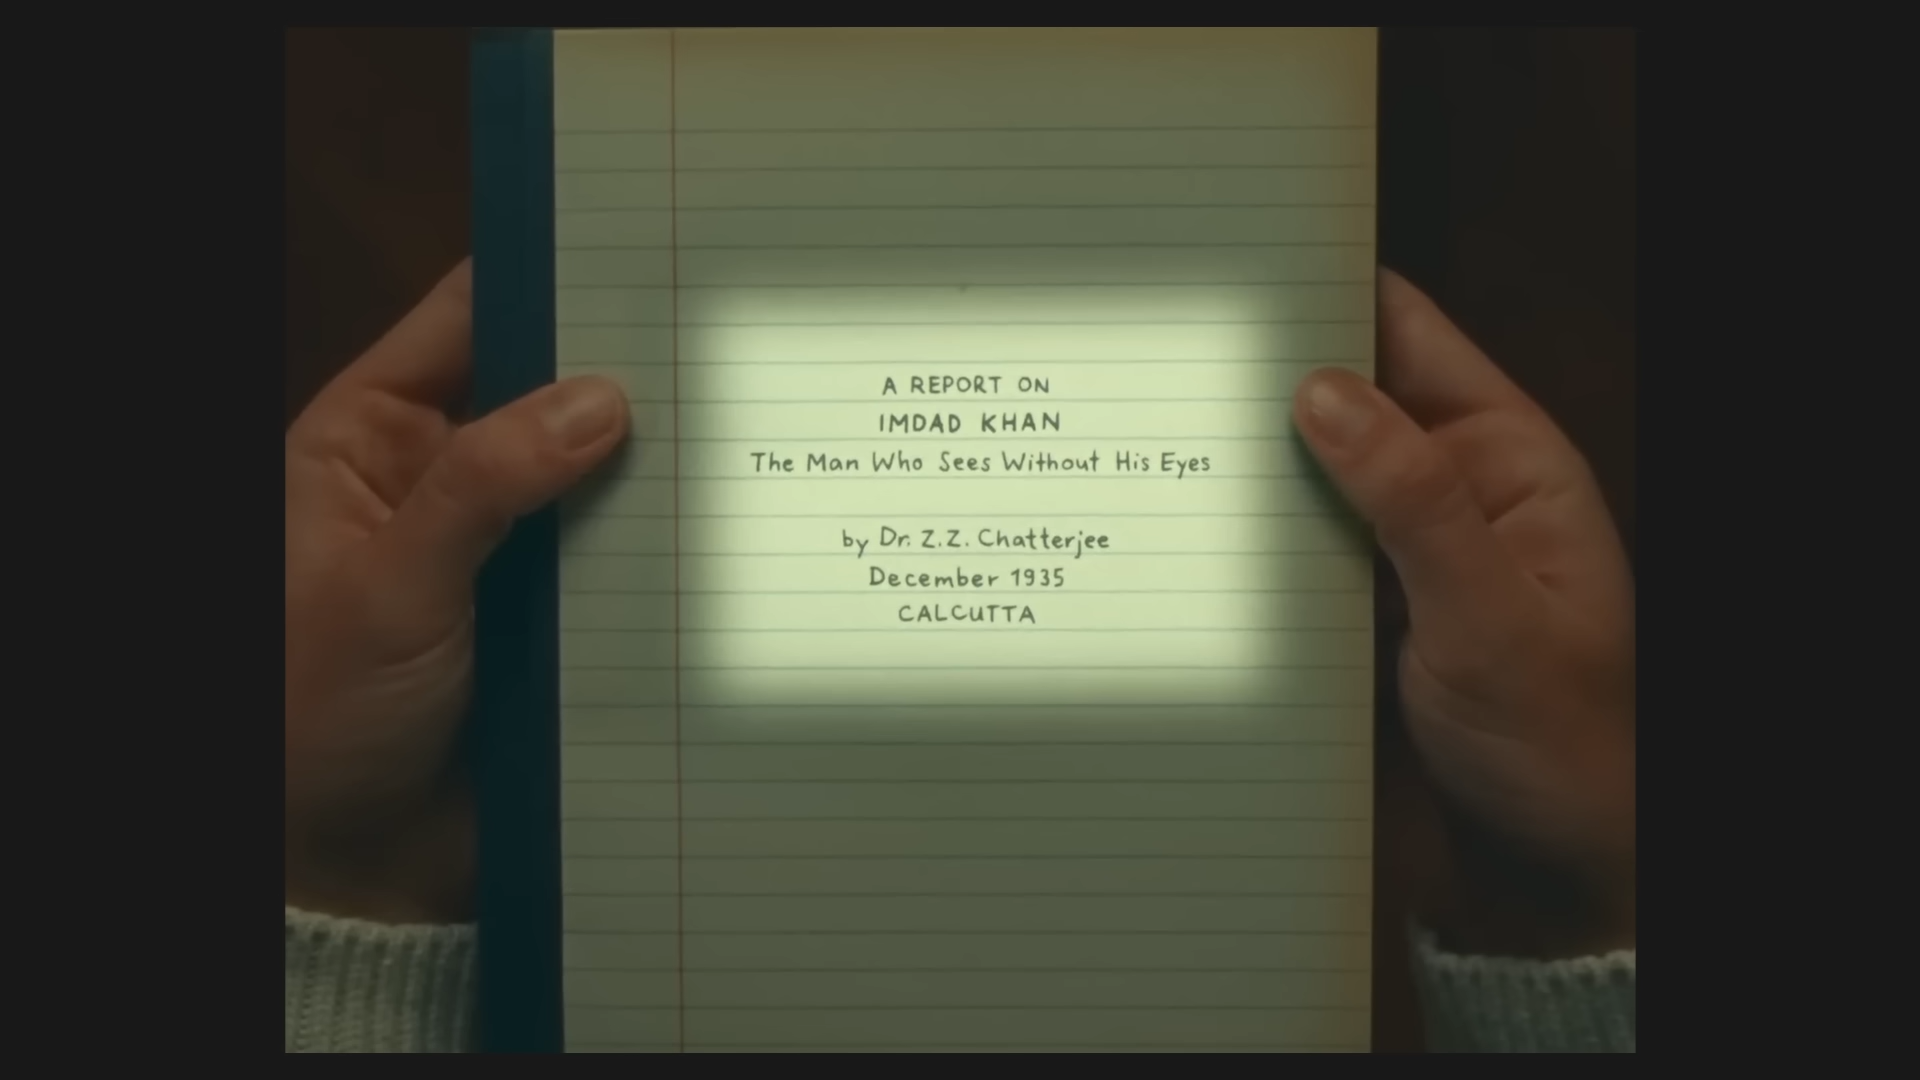 A REPORT ON
IMDAD KHAN
The Man Who Sees Without His Eyes
by Dr. Z.Z. Chatterjee
December 1935
CALCUTTA